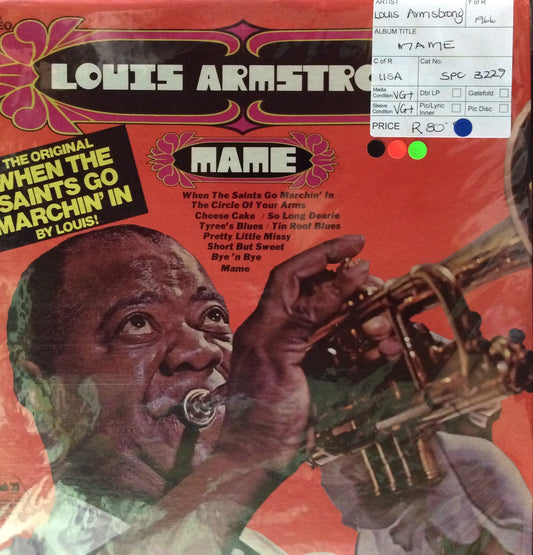 EO
LOUIS ARMSTRO
MAME
THE ORIGINAL
WHEN THE
SAINTS GO
MARCHIN' IN
BY LOUIS!
When The Saints Go Marchin' In
The Circle Of Your Arms
Cheese Cake / So Long Dearie
Tyree's Blues / Tin Roof Blues
Pretty Little Missy
Short But Sweet
Bye 'n Bye
Mame
ARTIST Y of R
Louis Armstrong 1966
ALBUM TITLE
MAME
C of R Cat No.
USA SPC 3229
Media Condition VG+ Dbl LP Gatefold
Sleeve Condition VG+ Pic/Lyric Inner Pic Disc
PRICE R 80